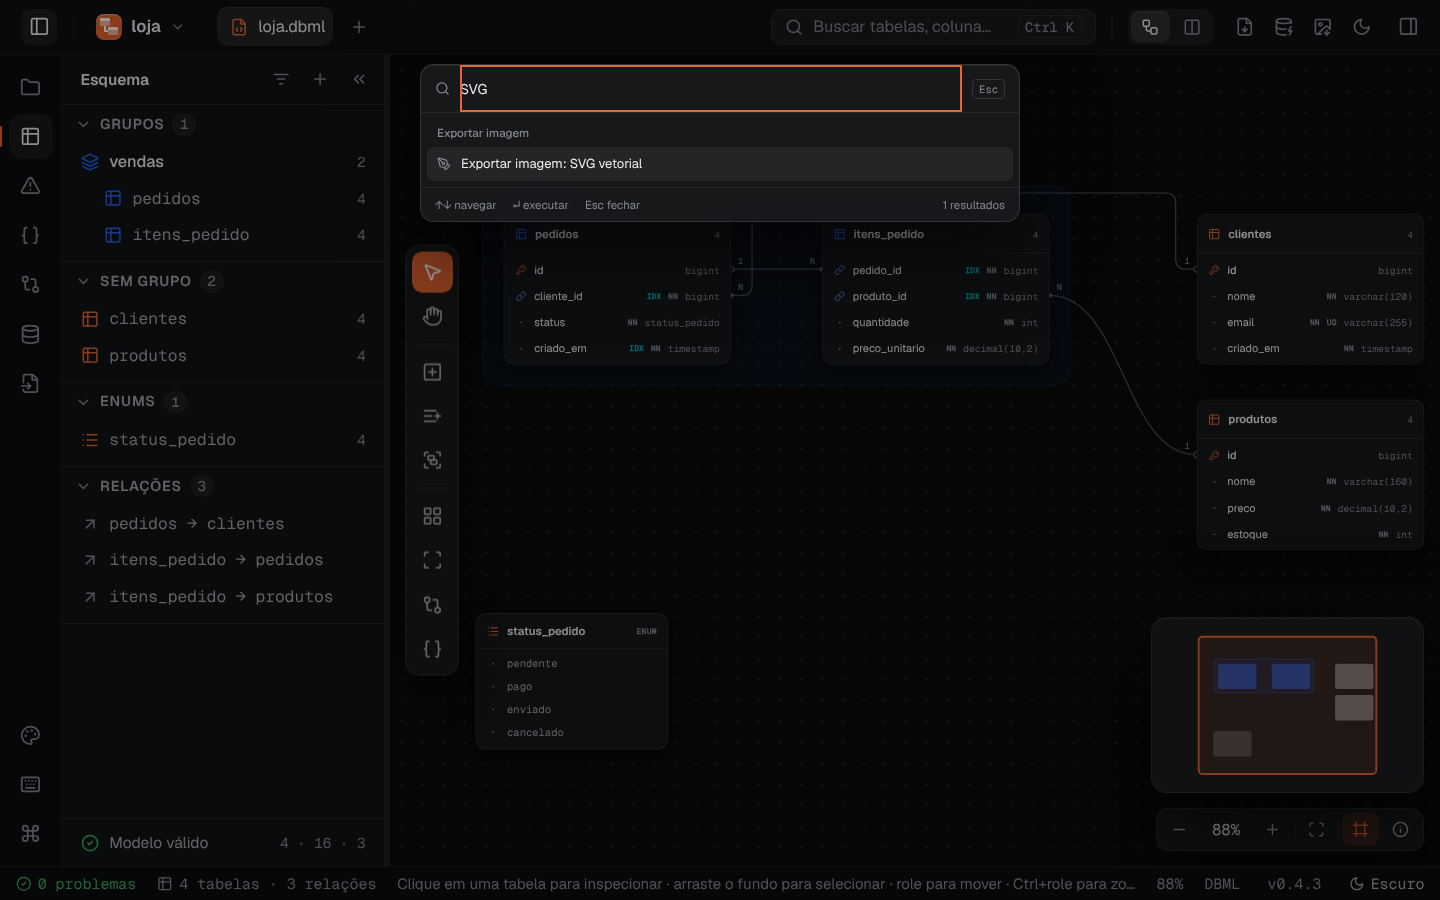 loja
loja.dbml
Buscar tabelas, coluna...
Ctrl K
Esquema
GRUPOS 1
vendas 2
pedidos 4
itens_pedido 4
SEM GRUPO 2
clientes 4
produtos 4
ENUMS 1
status_pedido 4
RELAÇÕES 3
pedidos → clientes
itens_pedido → pedidos
itens_pedido → produtos
Modelo válido 4 · 16 · 3
SVG
Esc
Exportar imagem
Exportar imagem: SVG vetorial
↑↓ navegar ↵ executar Esc fechar 1 resultados
pedidos 4
id bigint
cliente_id IDX NN bigint
status NN status_pedido
criado_em IDX NN timestamp
1
N
N
itens_pedido 4
pedido_id IDX NN bigint
produto_id IDX NN bigint
quantidade NN int
preco_unitario NN decimal(10,2)
N
1
clientes 4
id bigint
nome NN varchar(120)
email NN UQ varchar(255)
criado_em NN timestamp
1
produtos 4
id bigint
nome NN varchar(160)
preco NN decimal(10,2)
estoque NN int
status_pedido ENUM
pendente
pago
enviado
cancelado
88%
0 problemas 4 tabelas · 3 relações Clique em uma tabela para inspecionar · arraste o fundo para selecionar · role para mover · Ctrl+role para zo... 88% DBML v0.4.3 Escuro